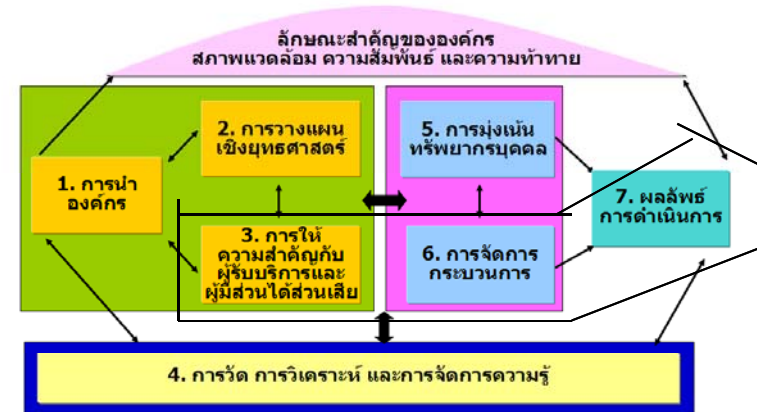 ลักษณะสำคัญขององค์กร
สภาพแวดล้อม ความสัมพันธ์ และความท้าทาย
1. การนำ
องค์กร
2. การวางแผน
เชิงยุทธศาสตร์
3. การให้
ความสำคัญกับ
ผู้รับบริการและ
ผู้มีส่วนได้ส่วนเสีย
5. การมุ่งเน้น
ทรัพยากรบุคคล
6. การจัดการ
กระบวนการ
7. ผลลัพธ์
การดำเนินการ
4. การวัด การวิเคราะห์ และการจัดการความรู้